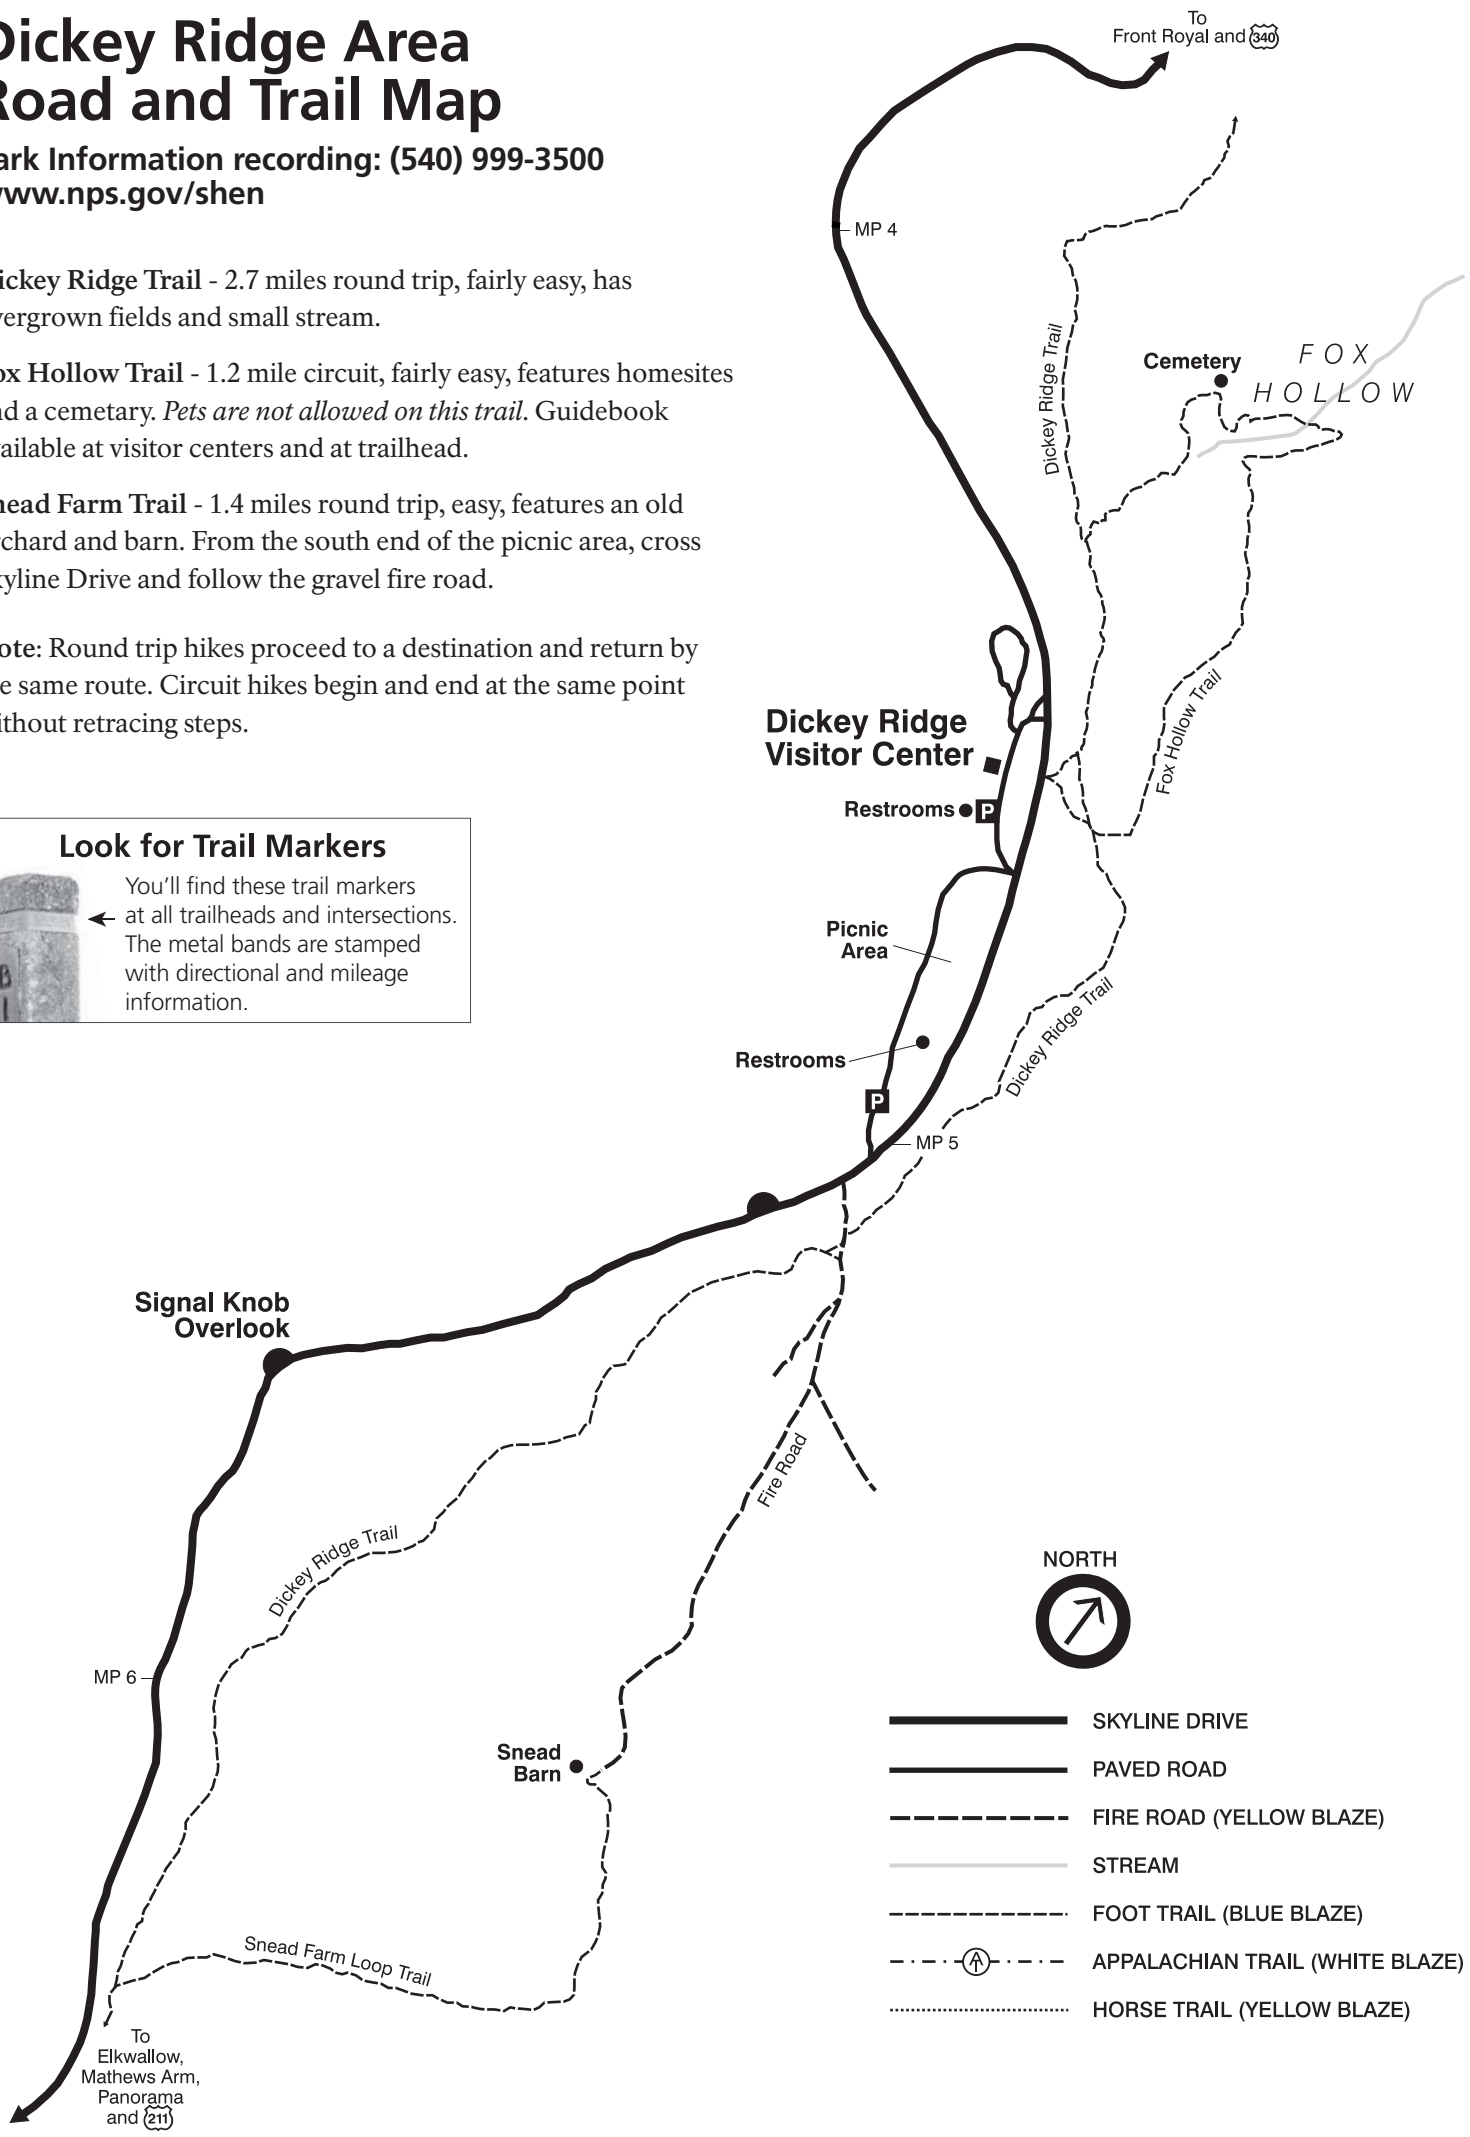 Dickey Ridge Area
Road and Trail Map
ark Information recording: (540) 999-3500
www.nps.gov/shen
ickey Ridge Trail - 2.7 miles round trip, fairly easy, has
vergrown fields and small stream.
ox Hollow Trail - 1.2 mile circuit, fairly easy, features homesites
nd a cemetary. Pets are not allowed on this trail. Guidebook
vailable at visitor centers and at trailhead.
nead Farm Trail - 1.4 miles round trip, easy, features an old
rchard and barn. From the south end of the picnic area, cross
kyline Drive and follow the gravel fire road.
ote: Round trip hikes proceed to a destination and return by
e same route. Circuit hikes begin and end at the same point
ithout retracing steps.
Look for Trail Markers
You'll find these trail markers
at all trailheads and intersections.
The metal bands are stamped
with directional and mileage
information.
To
Front Royal and 340
MP 4
Dickey Ridge Trail
Cemetery
FOX
HOLLOW
Fox Hollow Trail
Dickey Ridge
Visitor Center
Restrooms P
Picnic
Area
Restrooms
P
Dickey Ridge Trail
MP 5
Signal Knob
Overlook
Fire Road
Dickey Ridge Trail
MP 6
Snead
Barn
Snead Farm Loop Trail
To
Elkwallow,
Mathews Arm,
Panorama
and 211
NORTH
SKYLINE DRIVE
PAVED ROAD
FIRE ROAD (YELLOW BLAZE)
STREAM
FOOT TRAIL (BLUE BLAZE)
APPALACHIAN TRAIL (WHITE BLAZE)
HORSE TRAIL (YELLOW BLAZE)